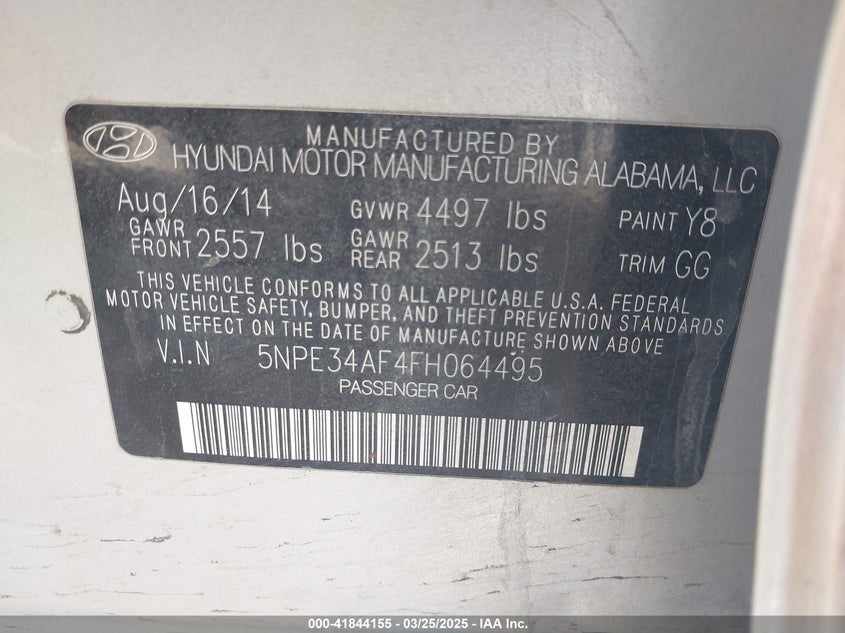 MANUFACTURED BY
HYUNDAI MOTOR MANUFACTURING ALABAMA, LLC
Aug/16/14 GVWR 4497 lbs PAINT Y8
GAWR FRONT 2557 lbs GAWR REAR 2513 lbs TRIM GG
THIS VEHICLE CONFORMS TO ALL APPLICABLE U.S.A. FEDERAL
MOTOR VEHICLE SAFETY, BUMPER, AND THEFT PREVENTION STANDARDS
IN EFFECT ON THE DATE OF MANUFACTURE SHOWN ABOVE
V.I.N 5NPE34AF4FH064495
PASSENGER CAR
000-41844155 - 03/25/2025 - IAA Inc.